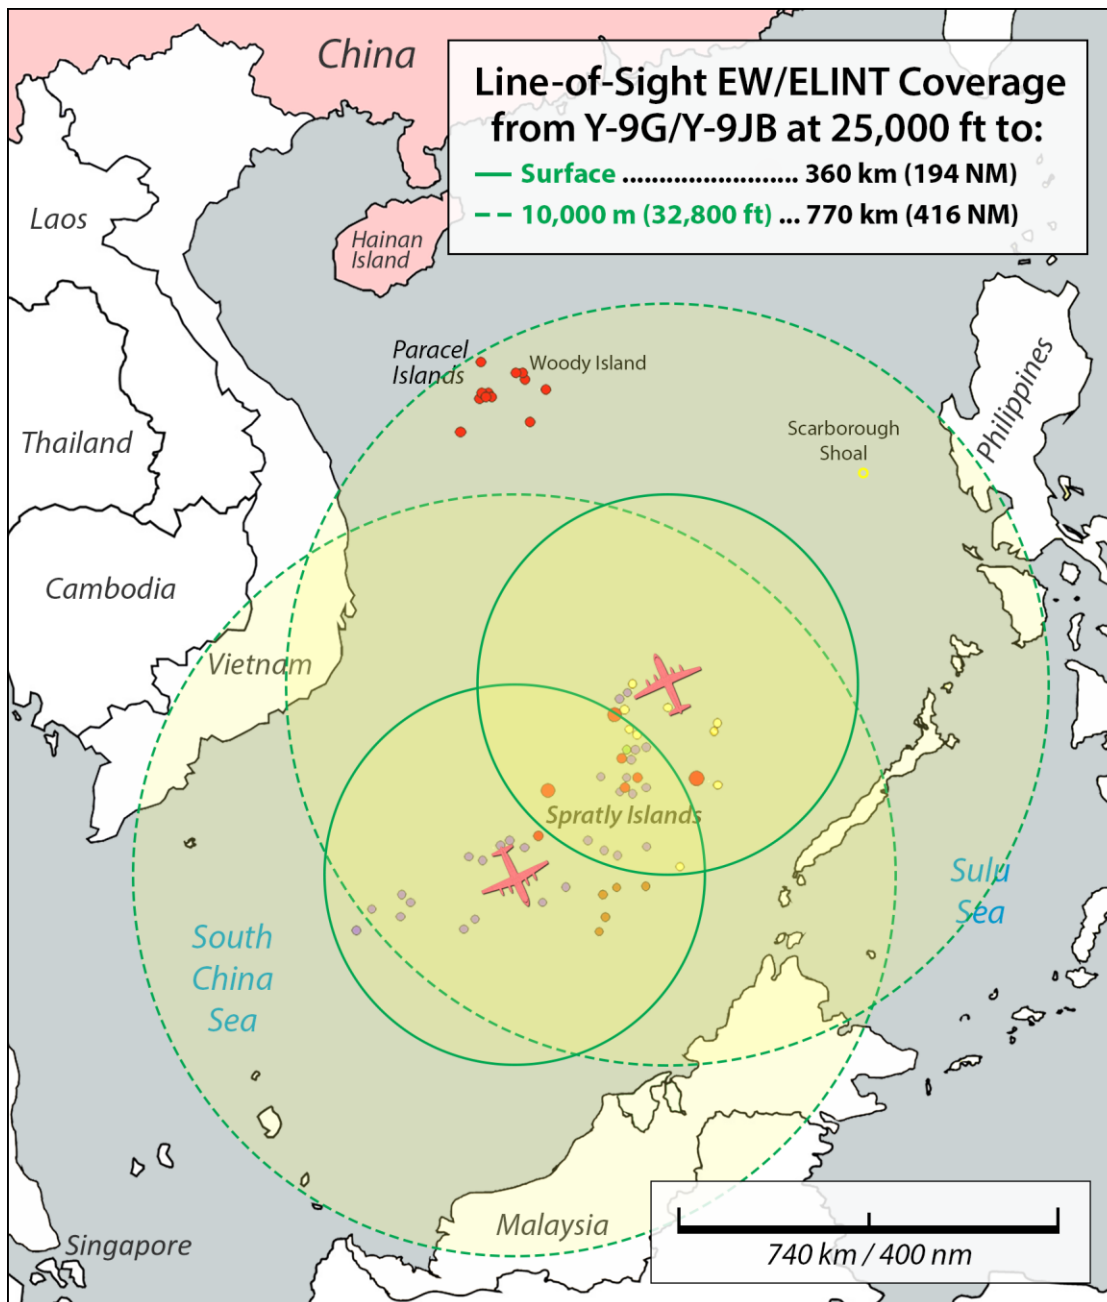 China
Line-of-Sight EW/ELINT Coverage
from Y-9G/Y-9JB at 25,000 ft to:
Surface ........................ 360 km (194 NM)
10,000 m (32,800 ft) ... 770 km (416 NM)
Laos
Hainan
Island
Paracel
Islands
Woody Island
Philippines
Scarborough
Shoal
Thailand
Cambodia
Vietnam
Spratly Islands
Sulu
Sea
South
China
Sea
Malaysia
Singapore
740 km / 400 nm